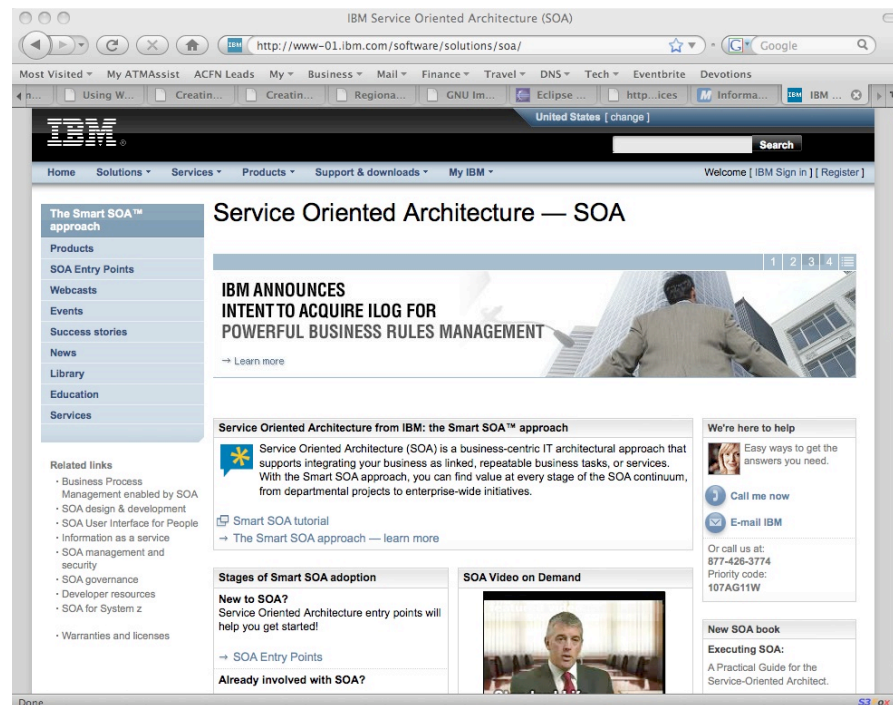 IBM Service Oriented Architecture (SOA)
http://www-01.ibm.com/software/solutions/soa/
Google
Most Visited My ATMAssist ACFN Leads My Business Mail Finance Travel DNS Tech Eventbrite Devotions
n... Using W... Creatin... Creatin... Regiona... GNU Im... Eclipse ... http...ices Informa... IBM ...
United States [ change ]
IBM
Search
Home Solutions Services Products Support & downloads My IBM Welcome [ IBM Sign in ] [ Register ]
The Smart SOA™
approach
Products
SOA Entry Points
Webcasts
Events
Success stories
News
Library
Education
Services
Related links
· Business Process
Management enabled by SOA
· SOA design & development
· SOA User Interface for People
· Information as a service
· SOA management and
security
· SOA governance
· Developer resources
· SOA for System z
· Warranties and licenses
Service Oriented Architecture — SOA
1 2 3 4
IBM ANNOUNCES
INTENT TO ACQUIRE ILOG FOR
POWERFUL BUSINESS RULES MANAGEMENT
→ Learn more
Service Oriented Architecture from IBM: the Smart SOA™ approach
Service Oriented Architecture (SOA) is a business-centric IT architectural approach that
supports integrating your business as linked, repeatable business tasks, or services.
With the Smart SOA approach, you can find value at every stage of the SOA continuum,
from departmental projects to enterprise-wide initiatives.
Smart SOA tutorial
→ The Smart SOA approach — learn more
Stages of Smart SOA adoption
New to SOA?
Service Oriented Architecture entry points will
help you get started!
→ SOA Entry Points
Already involved with SOA?
SOA Video on Demand
We're here to help
Easy ways to get the
answers you need.
Call me now
E-mail IBM
Or call us at:
877-426-3774
Priority code:
107AG11W
New SOA book
Executing SOA:
A Practical Guide for the
Service-Oriented Architect.
Done